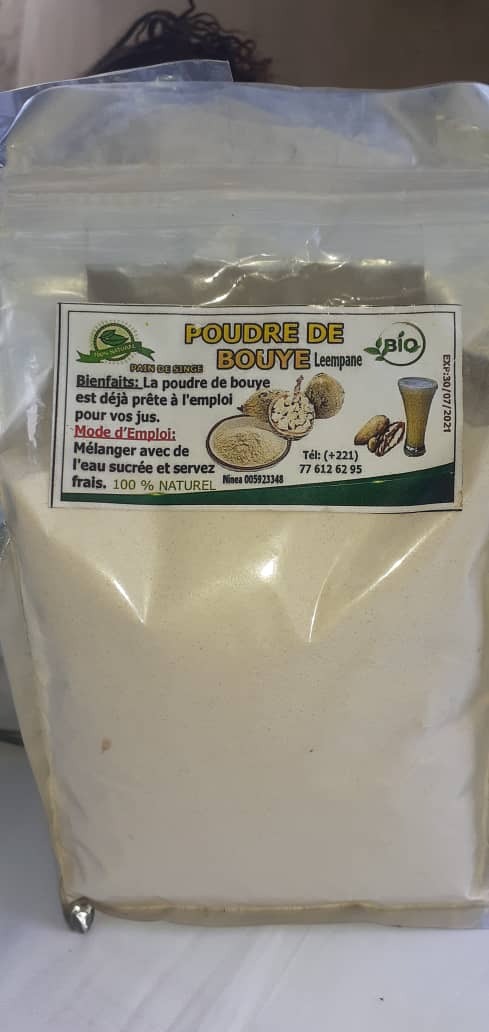 100% NATUREL
POUDRE DE
BOUYE Leempane
PAIN DE SINGE
BIO
Bienfaits: La poudre de bouye
est déjà prête à l'emploi
pour vos jus.
Mode d'Emploi:
Mélanger avec de
l'eau sucrée et servez
frais. 100 % NATUREL
Ninea 005923348
Tél: (+221)
77 612 62 95
EXP:30/07/2021